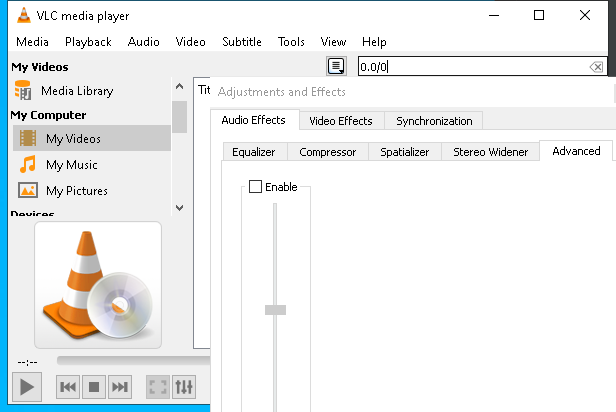 VLC media player
Media Playback Audio Video Subtitle Tools View Help
My Videos
0.0/0
Media Library
My Computer
My Videos
My Music
My Pictures
Devices
--:--
Adjustments and Effects
Audio Effects Video Effects Synchronization
Equalizer Compressor Spatializer Stereo Widener Advanced
Enable